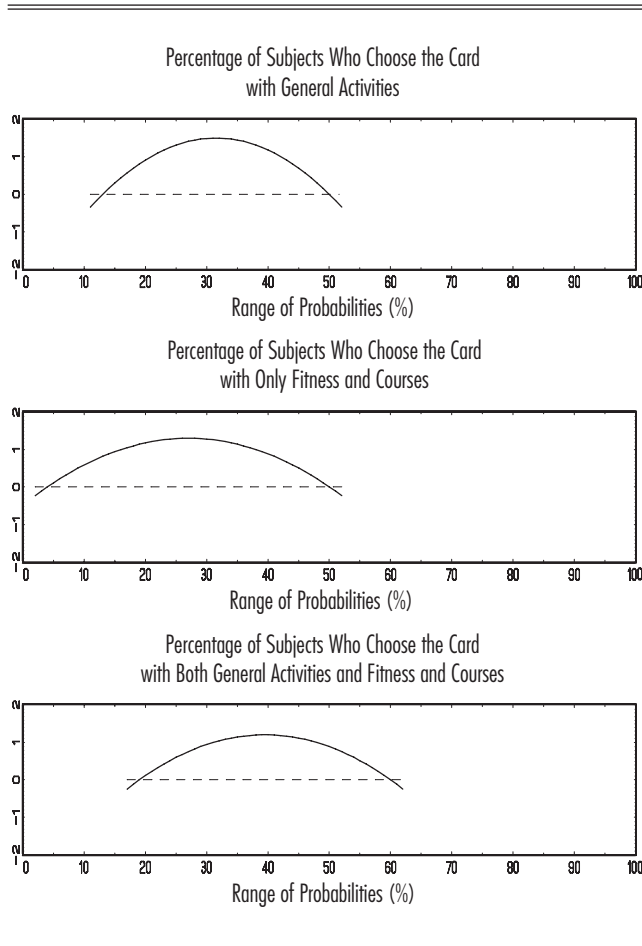 Percentage of Subjects Who Choose the Card
with General Activities
2
1
0
-1
-2
0 10 20 30 40 50 60 70 80 90 100
Range of Probabilities (%)
Percentage of Subjects Who Choose the Card
with Only Fitness and Courses
2
1
0
-1
-2
0 10 20 30 40 50 60 70 80 90 100
Range of Probabilities (%)
Percentage of Subjects Who Choose the Card
with Both General Activities and Fitness and Courses
2
1
0
-1
-2
0 10 20 30 40 50 60 70 80 90 100
Range of Probabilities (%)